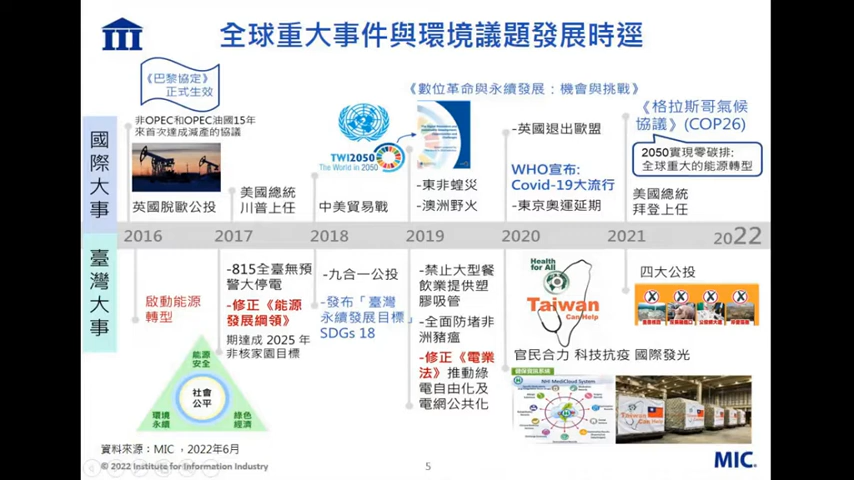 全球重大事件與環境議題發展時逕
《巴黎協定》
正式生效
非OPEC和OPEC油國15年
來首次達成減產的協議
英國脫歐公投
美國總統
川普上任
TWI2050
The World in 2050
中美貿易戰
《數位革命與永續發展：機會與挑戰》
-東非蝗災
-澳洲野火
-英國退出歐盟
WHO宣布:
Covid-19大流行
-東京奧運延期
《格拉斯哥氣候
協議》(COP26)
2050實現零碳排:
全球重大的能源轉型
美國總統
拜登上任
國際大事
2016
2017
2018
2019
2020
2021
2022
臺灣大事
啟動能源
轉型
能源
安全
社會
公平
環境
永續
綠色
經濟
-815全臺無預
警大停電
-修正《能源
發展綱領》
期達成 2025 年
非核家園目標
-九合一公投
-發布「臺灣
永續發展目標」
SDGs 18
-禁止大型餐
飲業提供塑
膠吸管
-全面防堵非
洲豬瘟
-修正《電業
法》推動綠
電自由化及
電網公共化
Health
for All
Taiwan
Can Help
官民合力 科技抗疫 國際發光
健保資訊系統
NHI MediCloud System
Taiwan
Can Help
四大公投
資料來源：MIC ，2022年6月
© 2022 Institute for Information Industry
5
MIC